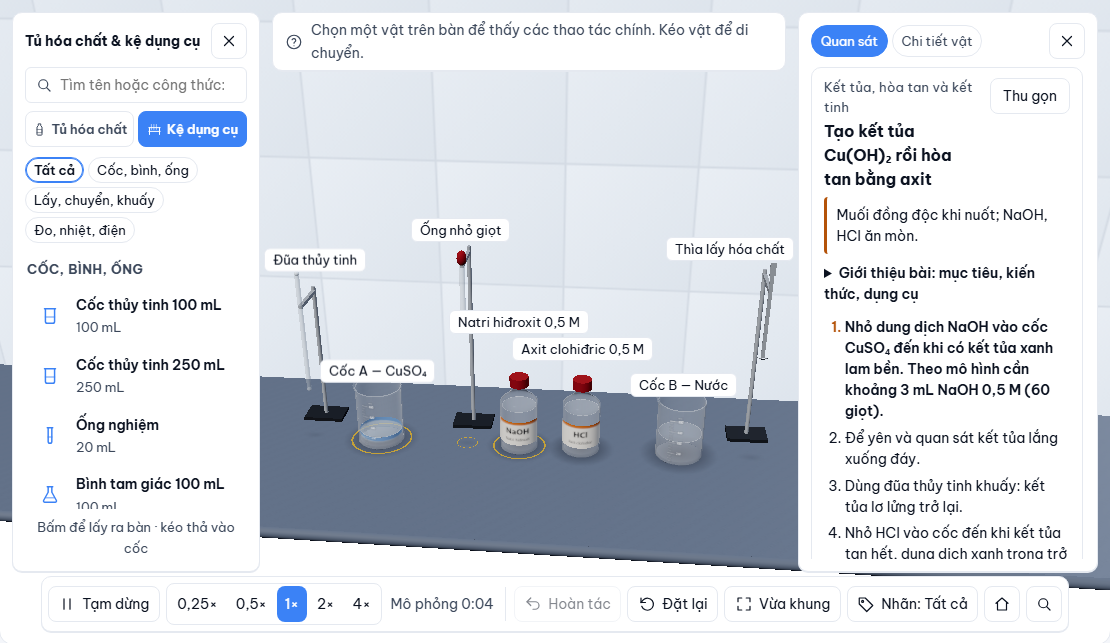 Tủ hóa chất & kệ dụng cụ
Tìm tên hoặc công thức:
Tủ hóa chất
Kệ dụng cụ
Tất cả
Cốc, bình, ống
Lấy, chuyển, khuấy
Đo, nhiệt, điện
CỐC, BÌNH, ỐNG
Cốc thủy tinh 100 mL
100 mL
Cốc thủy tinh 250 mL
250 mL
Ống nghiệm
20 mL
Bình tam giác 100 mL
100 mL
Bấm để lấy ra bàn · kéo thả vào
cốc
Chọn một vật trên bàn để thấy các thao tác chính. Kéo vật để di
chuyển.
Ống nhỏ giọt
Thìa lấy hóa chất
Đũa thủy tinh
Natri hiđroxit 0,5 M
Axit clohiđric 0,5 M
Cốc A — CuSO₄
Cốc B — Nước
NaOH
HCl
Quan sát
Chi tiết vật
Kết tủa, hòa tan và kết
tinh
Thu gọn
Tạo kết tủa
Cu(OH)₂ rồi hòa
tan bằng axit
Muối đồng độc khi nuốt; NaOH,
HCl ăn mòn.
Giới thiệu bài: mục tiêu, kiến
thức, dụng cụ
1. Nhỏ dung dịch NaOH vào cốc
CuSO₄ đến khi có kết tủa xanh
lam bền. Theo mô hình cần
khoảng 3 mL NaOH 0,5 M (60
giọt).
2. Để yên và quan sát kết tủa lắng
xuống đáy.
3. Dùng đũa thủy tinh khuấy: kết
tủa lơ lửng trở lại.
4. Nhỏ HCl vào cốc đến khi kết tủa
tan hết, dung dịch xanh trong trở
Tạm dừng
0,25×
0,5×
1×
2×
4×
Mô phỏng 0:04
Hoàn tác
Đặt lại
Vừa khung
Nhãn: Tất cả